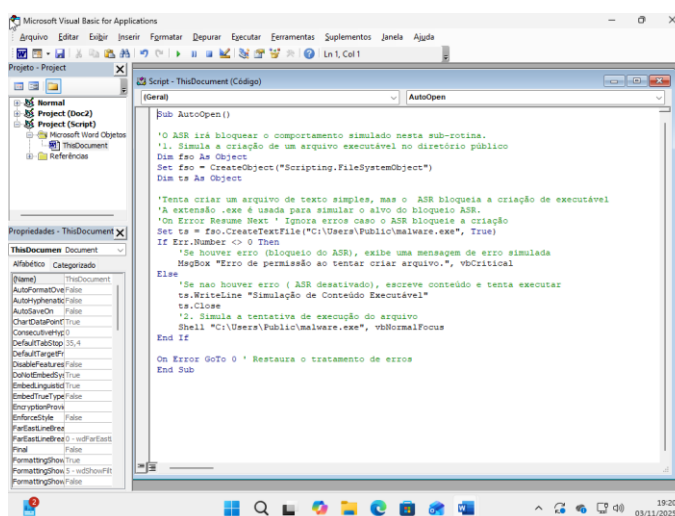 Microsoft Visual Basic for Applications
Arquivo Editar Exibir Inserir Formatar Depurar Executar Ferramentas Suplementos Janela Ajuda
Ln 1, Col 1
Projeto - Project
Normal
Project (Doc2)
Project (Script)
Microsoft Word Objetos
ThisDocument
Referências
Script - ThisDocument (Código)
(Geral) AutoOpen
Sub AutoOpen()
'O ASR irá bloquear o comportamento simulado nesta sub-rotina.
'1. Simula a criação de um arquivo executável no diretório público
Dim fso As Object
Set fso = CreateObject("Scripting.FileSystemObject")
Dim ts As Object
'Tenta criar um arquivo de texto simples, mas o ASR bloqueia a criação de executável
'A extensão .exe é usada para simular o alvo do bloqueio ASR.
'On Error Resume Next ' Ignora erros caso o ASR bloqueie a criação
Set ts = fso.CreateTextFile("C:\Users\Public\malware.exe", True)
If Err.Number <> 0 Then
'Se houver erro (bloqueio do ASR), exibe uma mensagem de erro simulada
MsgBox "Erro de permissão ao tentar criar arquivo.", vbCritical
Else
'Se nao houver erro ( ASR desativado), escreve conteúdo e tenta executar
ts.WriteLine "Simulação de Conteúdo Executável"
ts.Close
'2. Simula a tentativa de execução do arquivo
Shell "C:\Users\Public\malware.exe", vbNormalFocus
End If
On Error GoTo 0 ' Restaura o tratamento de erros
End Sub
Propriedades - ThisDocument
ThisDocumen Document
Alfabético Categorizado
(Name) ThisDocument
AutoFormatOve False
AutoHyphenatic False
AutoSaveOn False
ChartDataPoint True
ConsecutiveHyp 0
DefaultTabStop 35,4
DefaultTargetFr
DisableFeatures False
DoNotEmbedSys True
EmbedLinguistic True
EmbedTrueType False
EncryptionProvi
EnforceStyle False
FarEastLineBrea
FarEastLineBrea 0 - wdFarEastL
Final False
FormattingShow True
FormattingShow 5 - wdShowFilt
FormattingShow False
19:20
03/11/2025